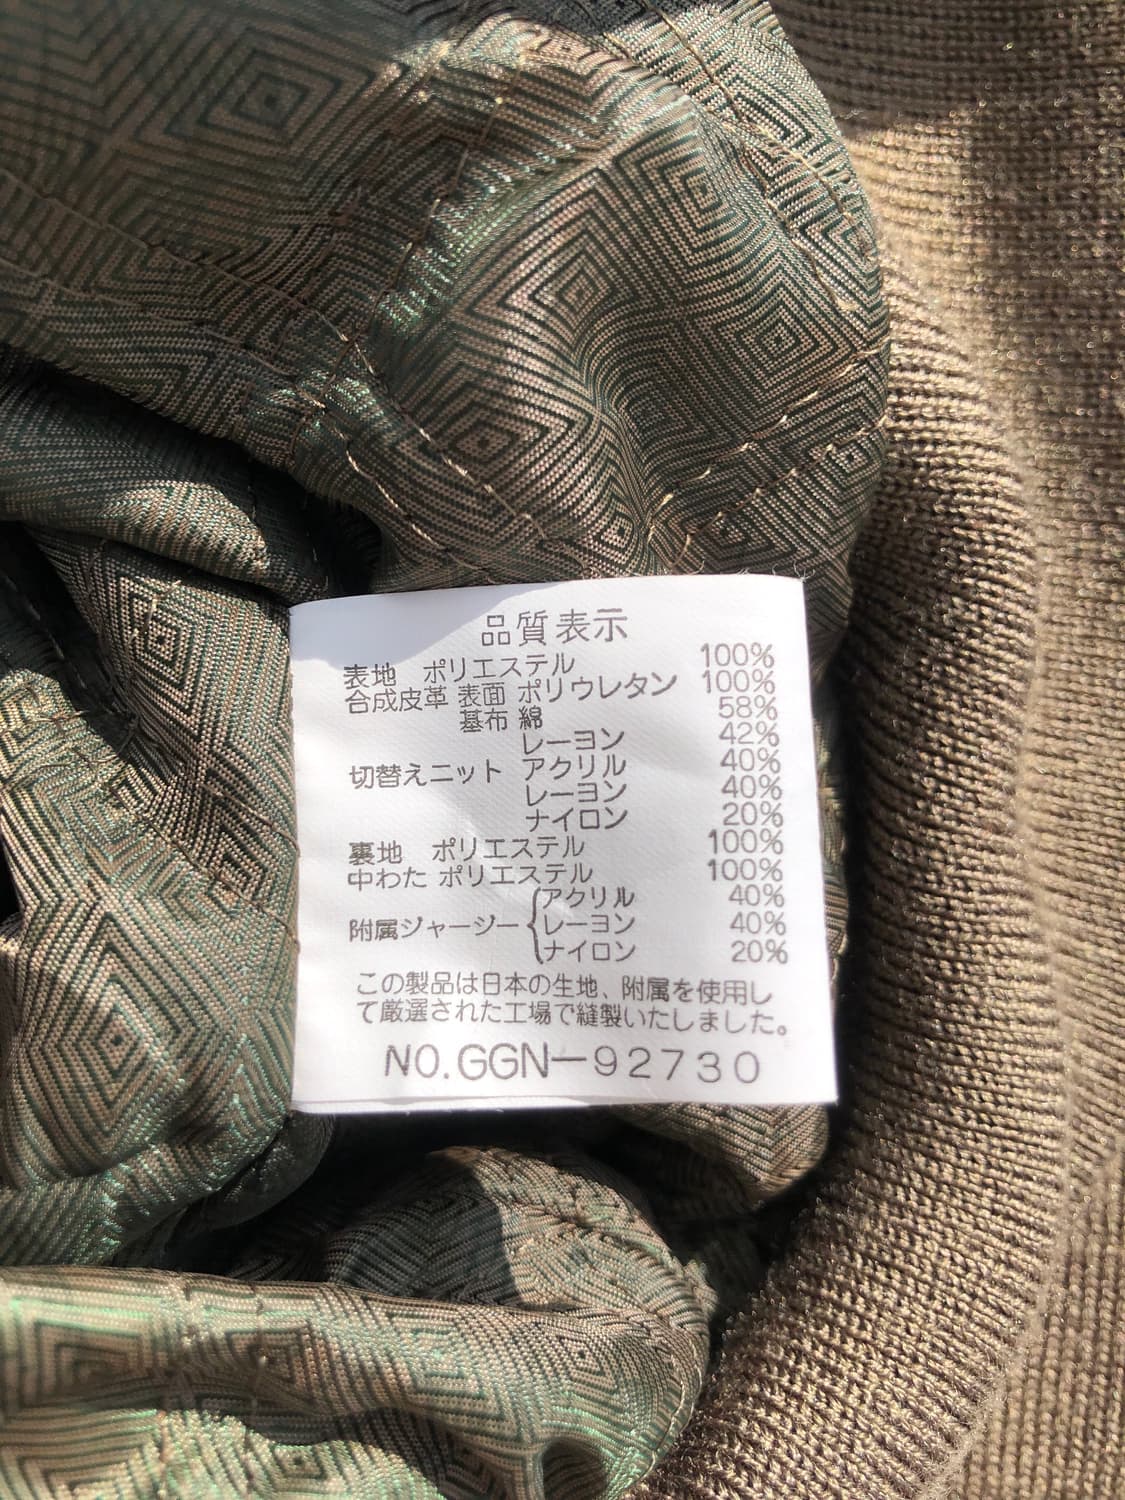 品質表示
表地 ポリエステル 100%
合成皮革 表面 ポリウレタン 100%
基布 綿 58%
レーヨン 42%
切替えニット アクリル 40%
レーヨン 40%
ナイロン 20%
裏地 ポリエステル 100%
中わた ポリエステル 100%
附属ジャージー{アクリル 40%
レーヨン 40%
ナイロン 20%
この製品は日本の生地、附属を使用し
て厳選された工場で縫製いたしました。
NO.GGN-92730